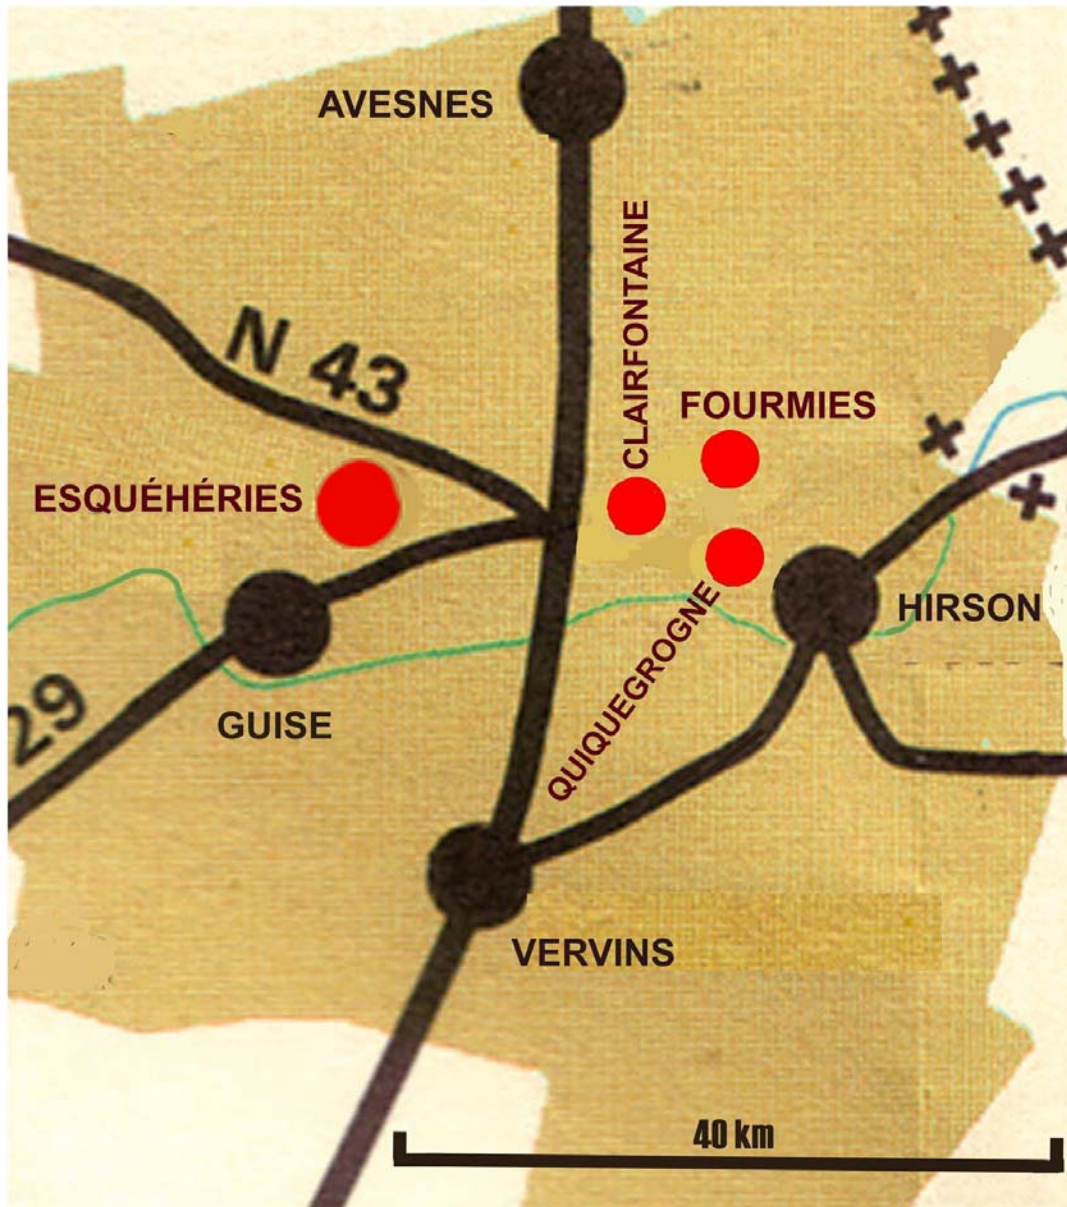 AVESNES
CLAIRFONTAINE
N 43
FOURMIES
ESQUÉHÉRIES
HIRSON
QUIQUEGROGNE
29
GUISE
VERVINS
40 km